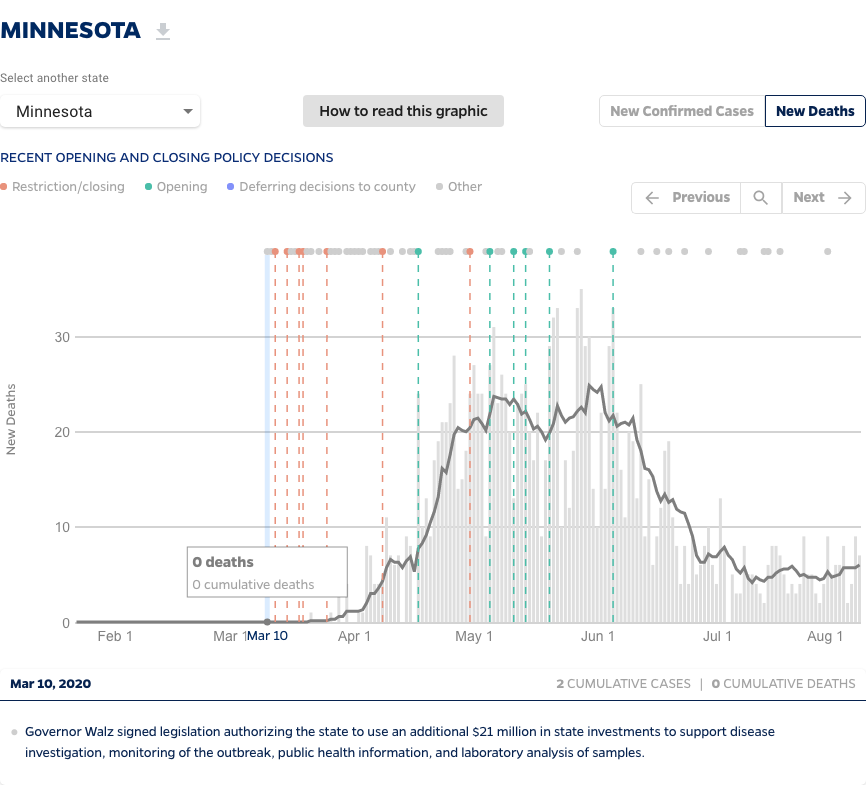 MINNESOTA
Select another state
Minnesota
How to read this graphic
New Confirmed Cases
New Deaths
RECENT OPENING AND CLOSING POLICY DECISIONS
Restriction/closing
Opening
Deferring decisions to county
Other
Previous
Next
30
20
10
0
New Deaths
0 deaths
0 cumulative deaths
Feb 1
Mar 1
Mar 10
Apr 1
May 1
Jun 1
Jul 1
Aug 1
Mar 10, 2020
2 CUMULATIVE CASES | 0 CUMULATIVE DEATHS
Governor Walz signed legislation authorizing the state to use an additional $21 million in state investments to support disease
investigation, monitoring of the outbreak, public health information, and laboratory analysis of samples.